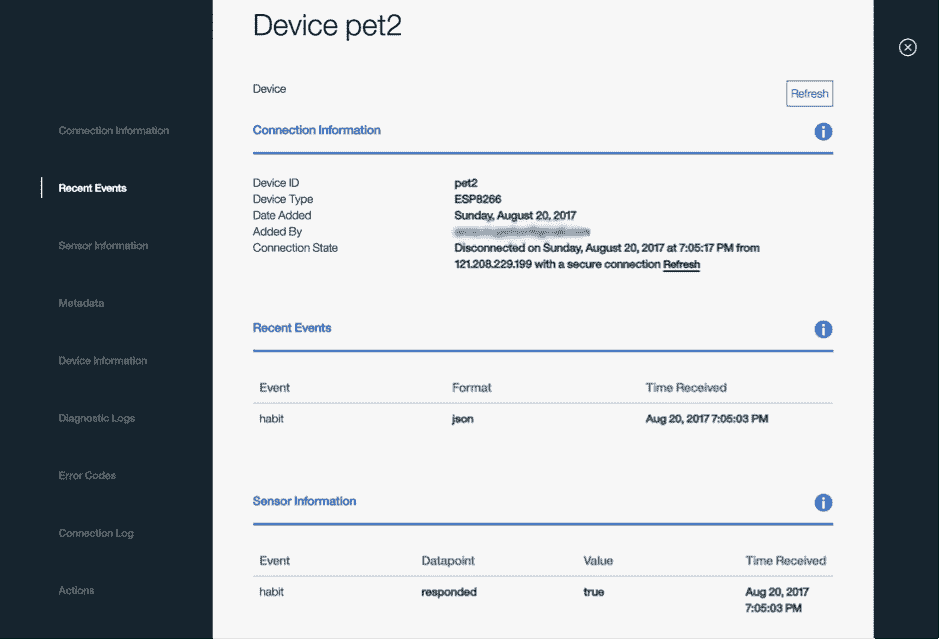 Device pet2
Device
Refresh
Connection Information
Recent Events
Sensor Information
Metadata
Device Information
Diagnostic Logs
Error Codes
Connection Log
Actions
Connection Information
Device ID pet2
Device Type ESP8266
Date Added Sunday, August 20, 2017
Added By
Connection State Disconnected on Sunday, August 20, 2017 at 7:05:17 PM from
121.208.229.199 with a secure connection Refresh
Recent Events
Event Format Time Received
habit json Aug 20, 2017 7:05:03 PM
Sensor Information
Event Datapoint Value Time Received
habit responded true Aug 20, 2017
7:05:03 PM